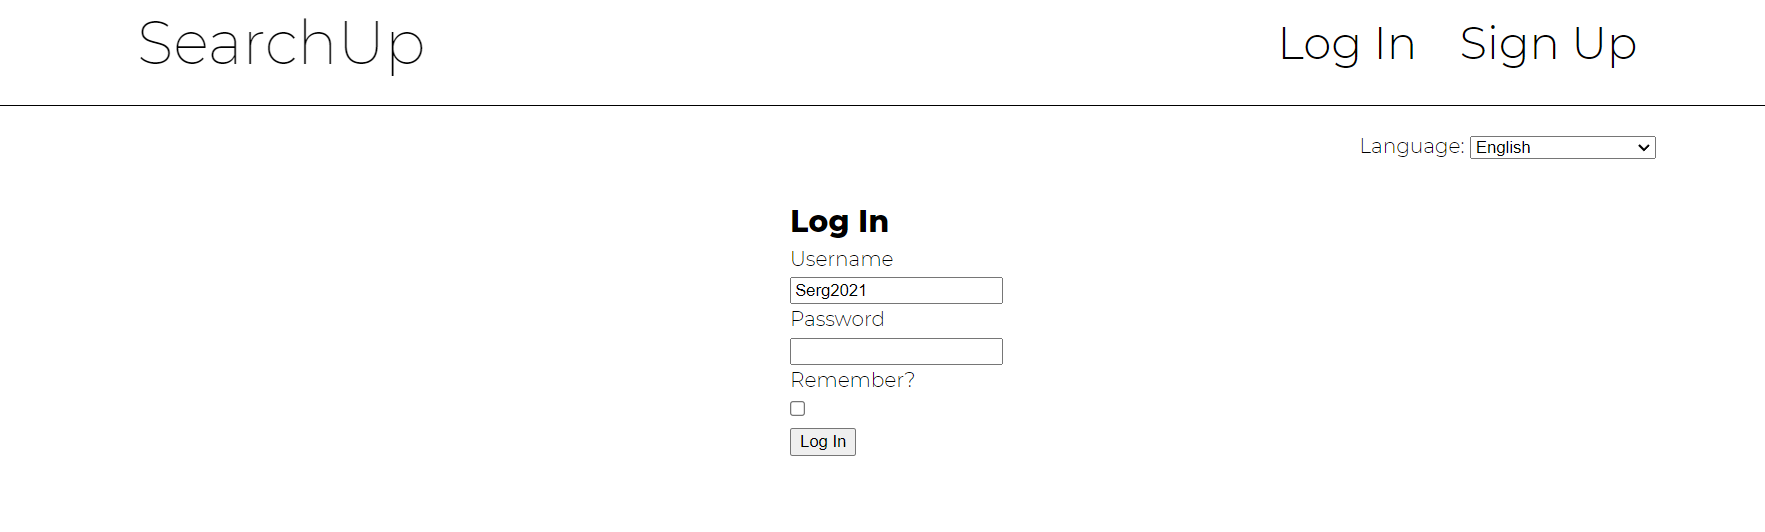 SearchUp Log In Sign Up
Language: English
Log In
Username
Serg2021
Password
Remember?
Log In